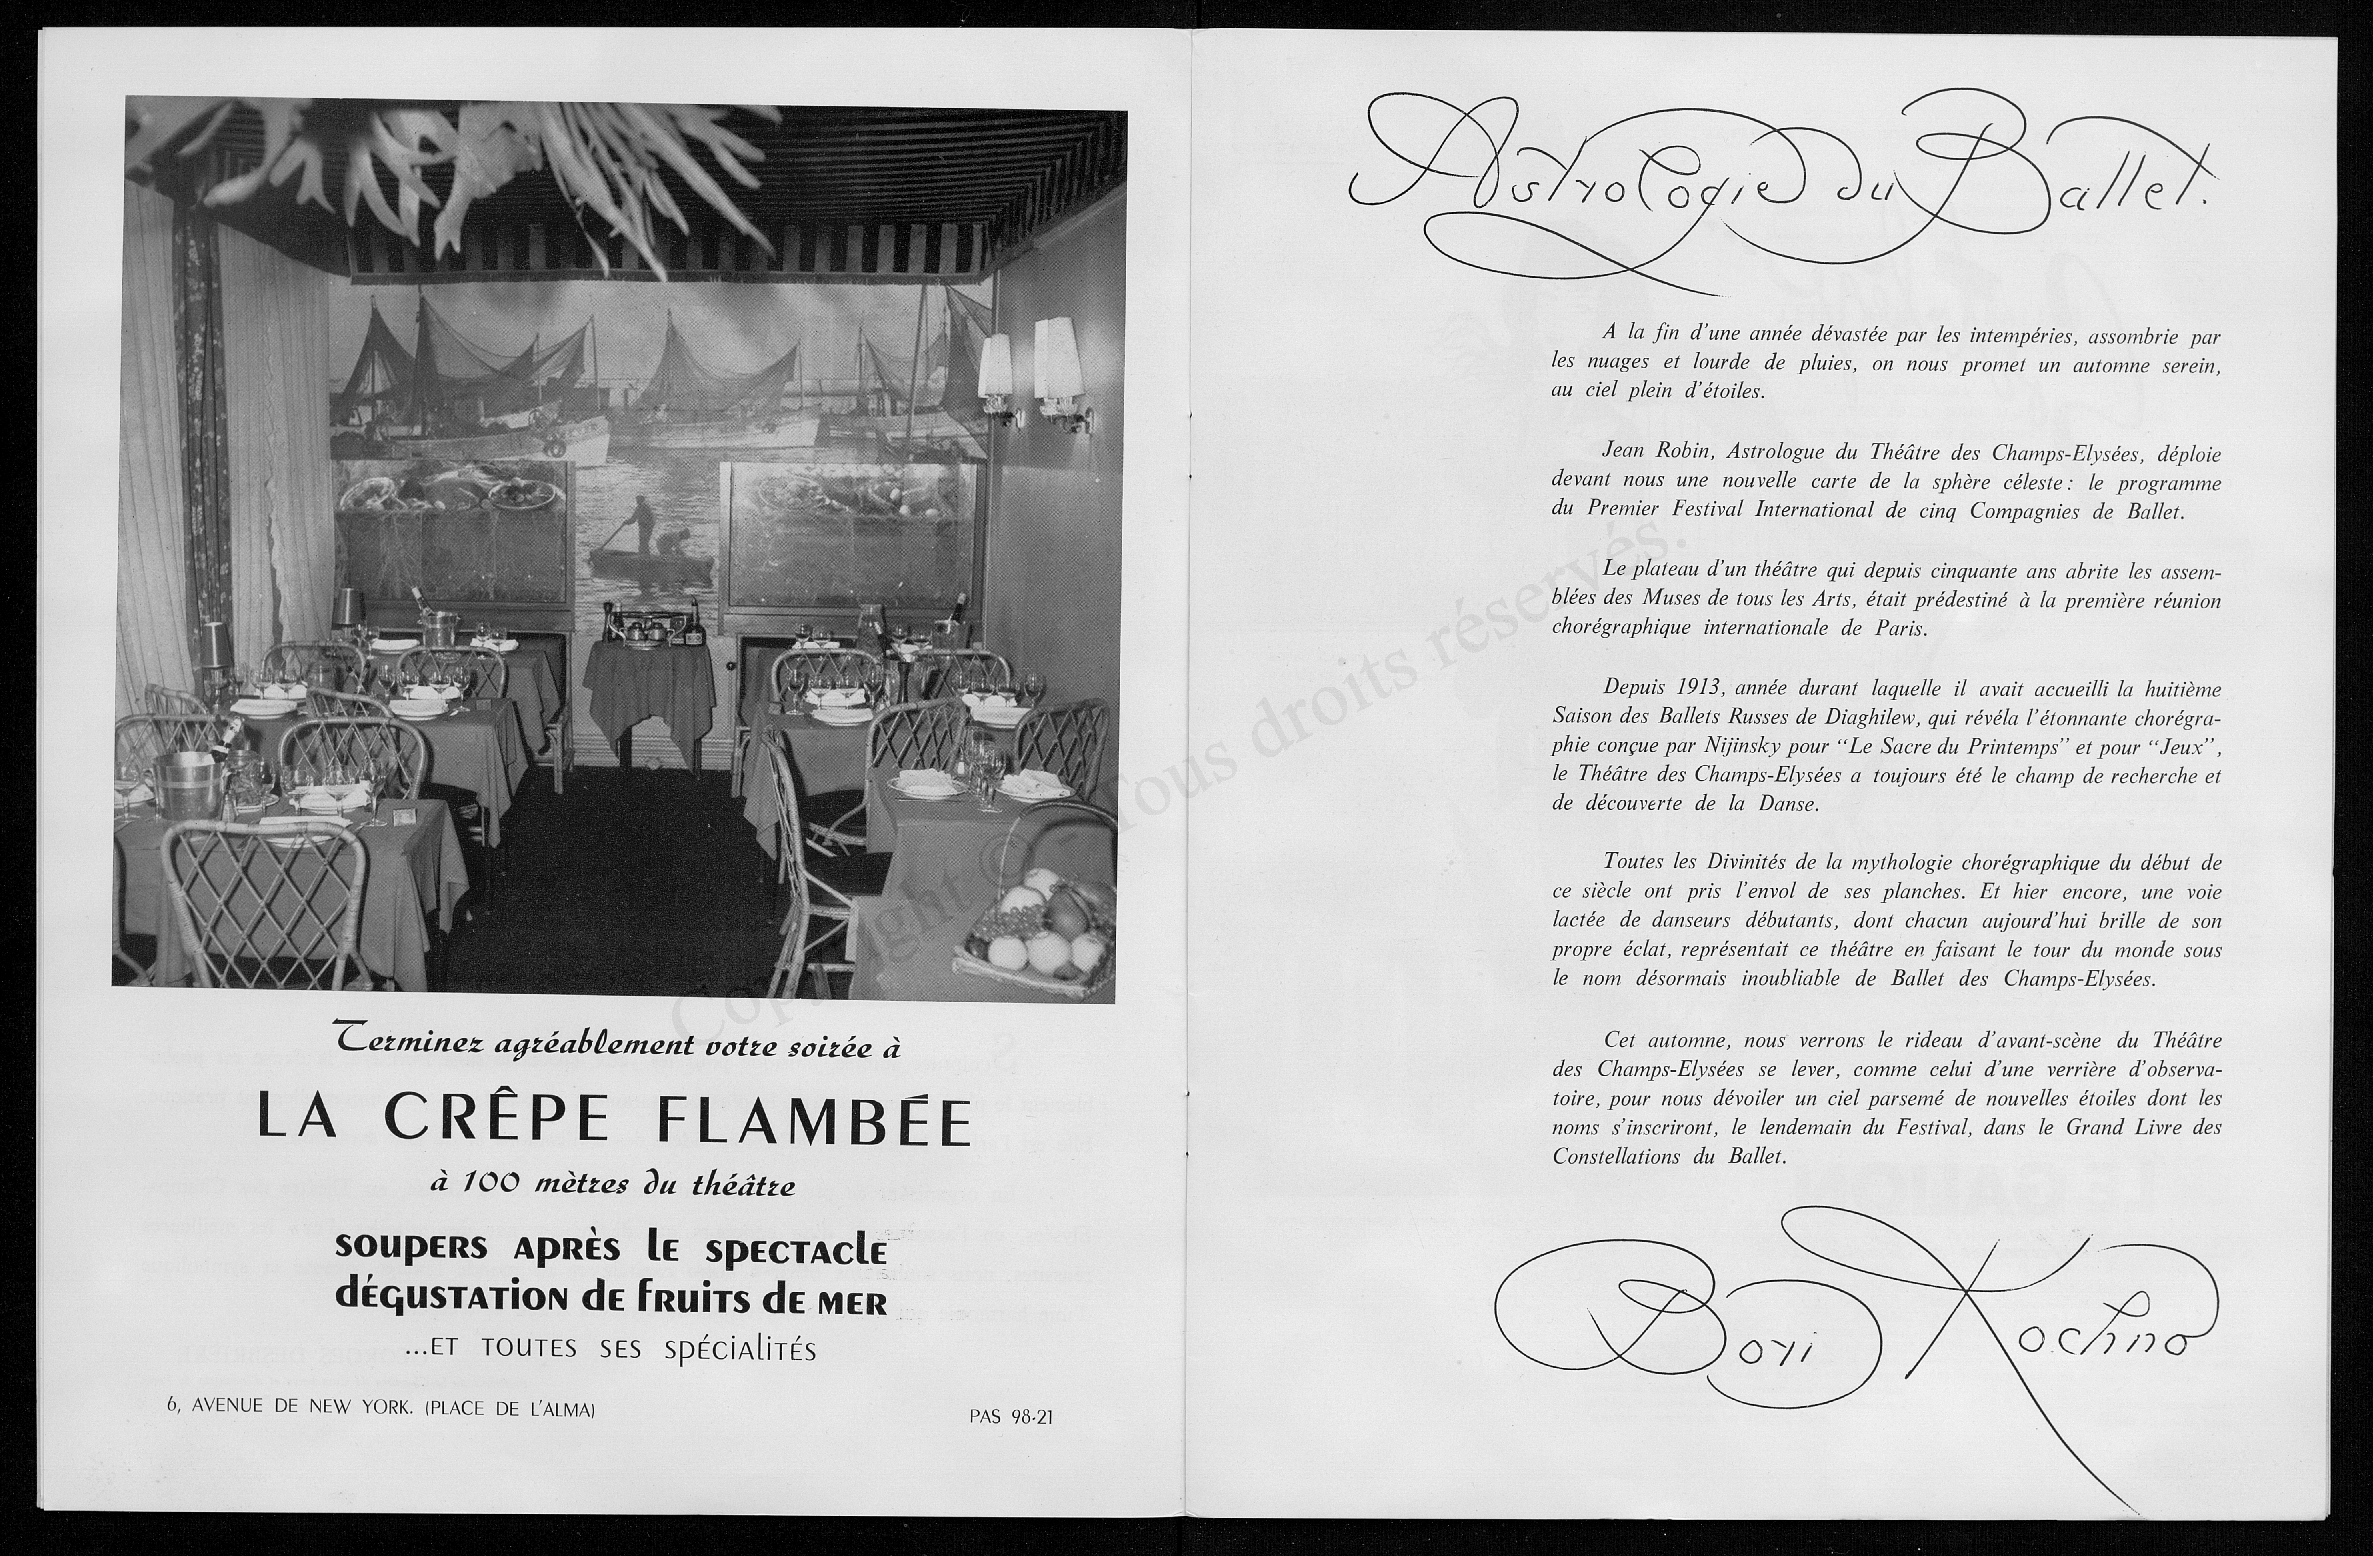 Terminez agréablement votre soirée à
LA CRÊPE FLAMBÉE
à 100 mètres du théâtre
soupers après le spectacle
dégustation de fruits de mer
...et toutes ses spécialités
6, AVENUE DE NEW YORK. (PLACE DE L'ALMA)
PAS 98-21
Astrologie du Ballet.
A la fin d'une année dévastée par les intempéries, assombrie par
les nuages et lourde de pluies, on nous promet un automne serein,
au ciel plein d'étoiles.
Jean Robin, Astrologue du Théâtre des Champs-Elysées, déploie
devant nous une nouvelle carte de la sphère céleste : le programme
du Premier Festival International de cinq Compagnies de Ballet.
Le plateau d'un théâtre qui depuis cinquante ans abrite les assem-
blées des Muses de tous les Arts, était prédestiné à la première réunion
chorégraphique internationale de Paris.
Depuis 1913, année durant laquelle il avait accueilli la huitième
Saison des Ballets Russes de Diaghilew, qui révéla l'étonnante chorégra-
phie conçue par Nijinsky pour "Le Sacre du Printemps" et pour "Jeux",
le Théâtre des Champs-Elysées a toujours été le champ de recherche et
de découverte de la Danse.
Toutes les Divinités de la mythologie chorégraphique du début de
ce siècle ont pris l'envol de ses planches. Et hier encore, une voie
lactée de danseurs débutants, dont chacun aujourd'hui brille de son
propre éclat, représentait ce théâtre en faisant le tour du monde sous
le nom désormais inoubliable de Ballet des Champs-Elysées.
Cet automne, nous verrons le rideau d'avant-scène du Théâtre
des Champs-Elysées se lever, comme celui d'une verrière d'observa-
toire, pour nous dévoiler un ciel parsemé de nouvelles étoiles dont les
noms s'inscriront, le lendemain du Festival, dans le Grand Livre des
Constellations du Ballet.
Boris Kochno
Copyright © - Tous droits réservés.